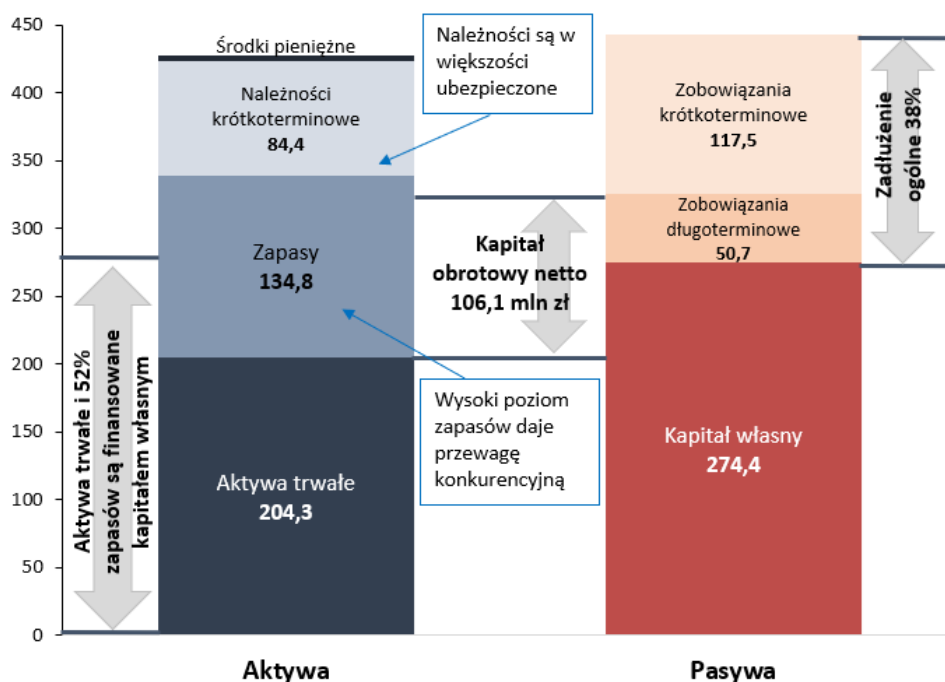 450
400
350
300
250
200
150
100
50
0
Środki pieniężne
Należności
krótkoterminowe
84,4
Zapasy
134,8
Aktywa trwałe
204,3
Aktywa
Aktywa trwałe i 52%
zapasów są finansowane
kapitałem własnym
Należności są w
większości
ubezpieczone
Kapitał
obrotowy netto
106,1 mln zł
Wysoki poziom
zapasów daje
przewagę
konkurencyjną
Zobowiązania
krótkoterminowe
117,5
Zobowiązania
długoterminowe
50,7
Kapitał własny
274,4
Pasywa
Zadłużenie
ogólne 38%